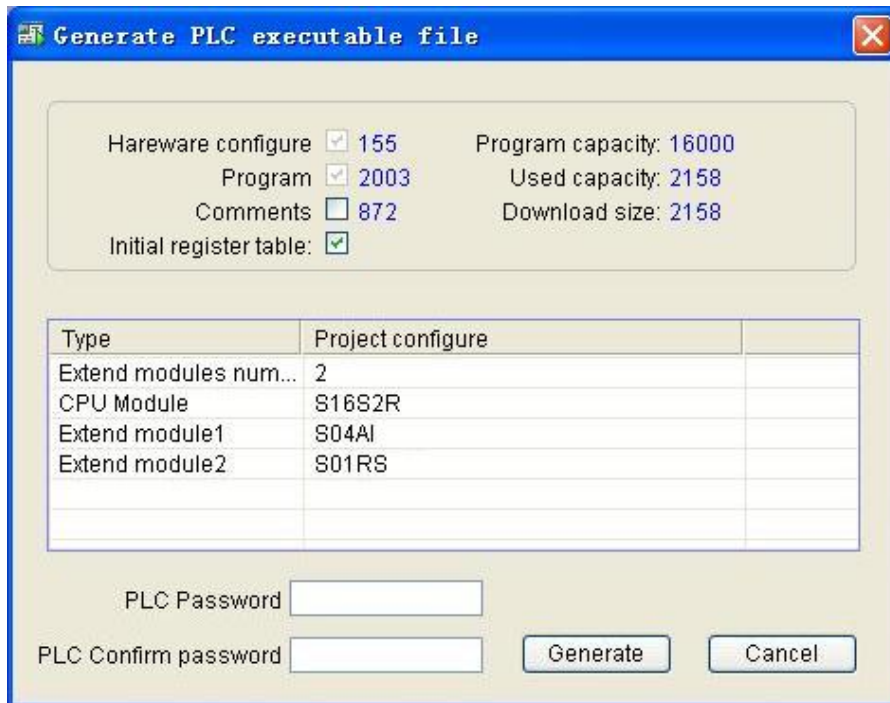 Generate PLC executable file
Hareware configure 155 Program capacity: 16000
Program 2003 Used capacity: 2158
Comments 872 Download size: 2158
Initial register table:
Type Project configure
Extend modules num... 2
CPU Module S16S2R
Extend module1 S04AI
Extend module2 S01RS
PLC Password
PLC Confirm password Generate Cancel